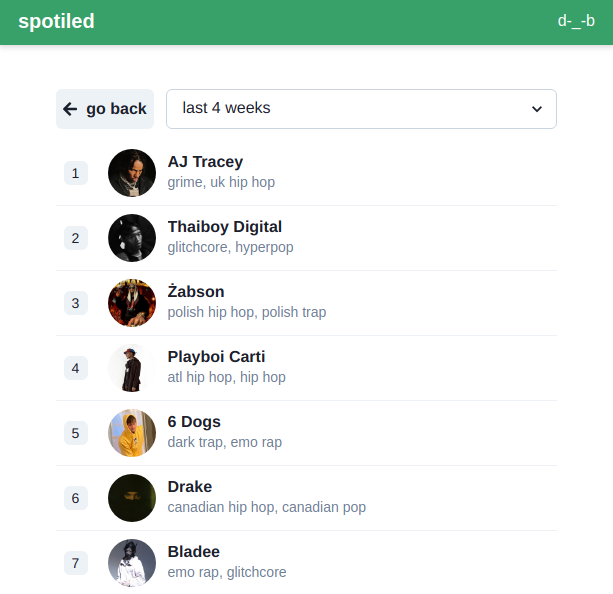 spotiled
d-_-b
go back
last 4 weeks
1
AJ Tracey
grime, uk hip hop
2
Thaiboy Digital
glitchcore, hyperpop
3
Żabson
polish hip hop, polish trap
4
Playboi Carti
atl hip hop, hip hop
5
6 Dogs
dark trap, emo rap
6
Drake
canadian hip hop, canadian pop
7
Bladee
emo rap, glitchcore